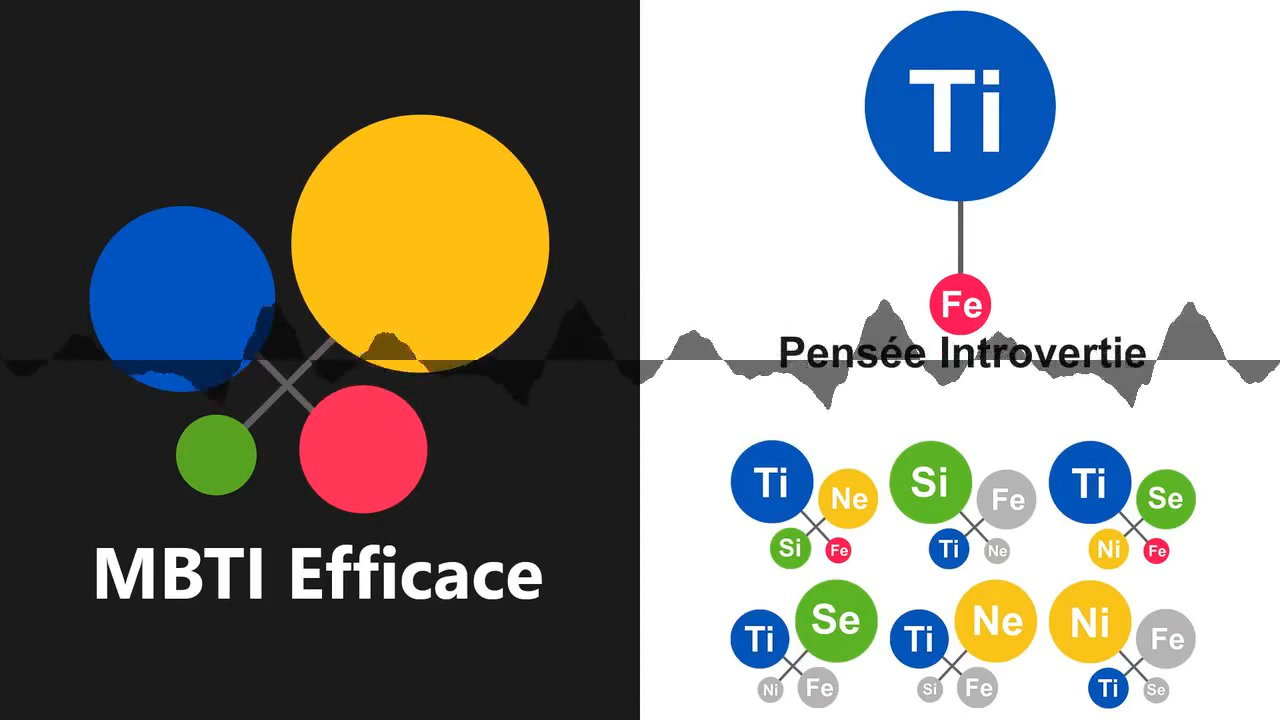 MBTI Efficace
Ti
Fe
Pensée Introvertie
Ti Ne Si Fe Ti Se
Si Fe Ti Ne Ni Fe
Ti Se Ti Ne Ni Fe
Ni Fe Si Fe Ti Se